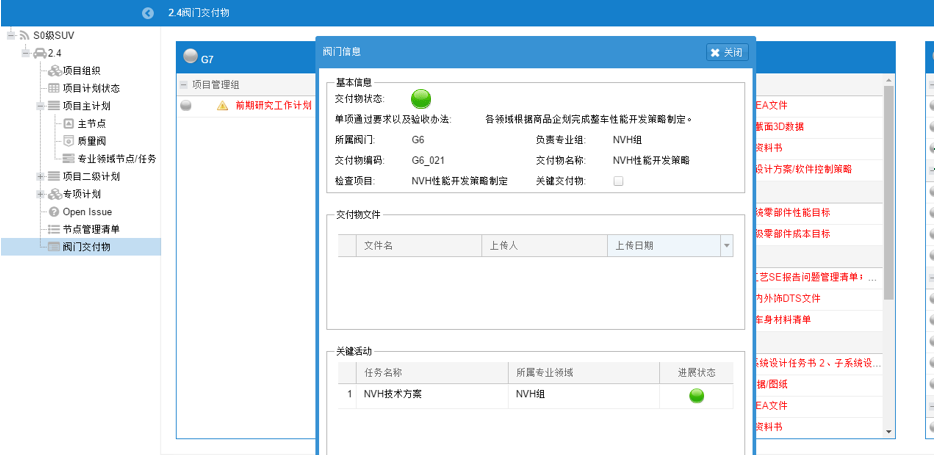 2.4阀门交付物
S0级SUV
2.4
项目组织
项目计划状态
项目主计划
主节点
质量阀
专业领域节点/任务
项目二级计划
专项计划
Open Issue
节点管理清单
阀门交付物
G7
项目管理组
前期研究工作计划
阀门信息
关闭
基本信息
交付物状态:
单项通过要求以及验收办法: 各领域根据商品企划完成整车性能开发策略制定。
所属阀门: G6 负责专业组: NVH组
交付物编码: G6_021 交付物名称: NVH性能开发策略
检查项目: NVH性能开发策略制定 关键交付物:
交付物文件
文件名 上传人 上传日期
关键活动
任务名称 所属专业领域 进展状态
1 NVH技术方案 NVH组
EA文件
截面3D数据
资料书
设计方案/软件控制策略
统零部件性能目标
级零部件成本目标
工艺SE报告问题管理清单; ...
内外饰DTS文件
车身材料清单
系统设计任务书 2、子系统设...
据/图纸
EA文件
资料书